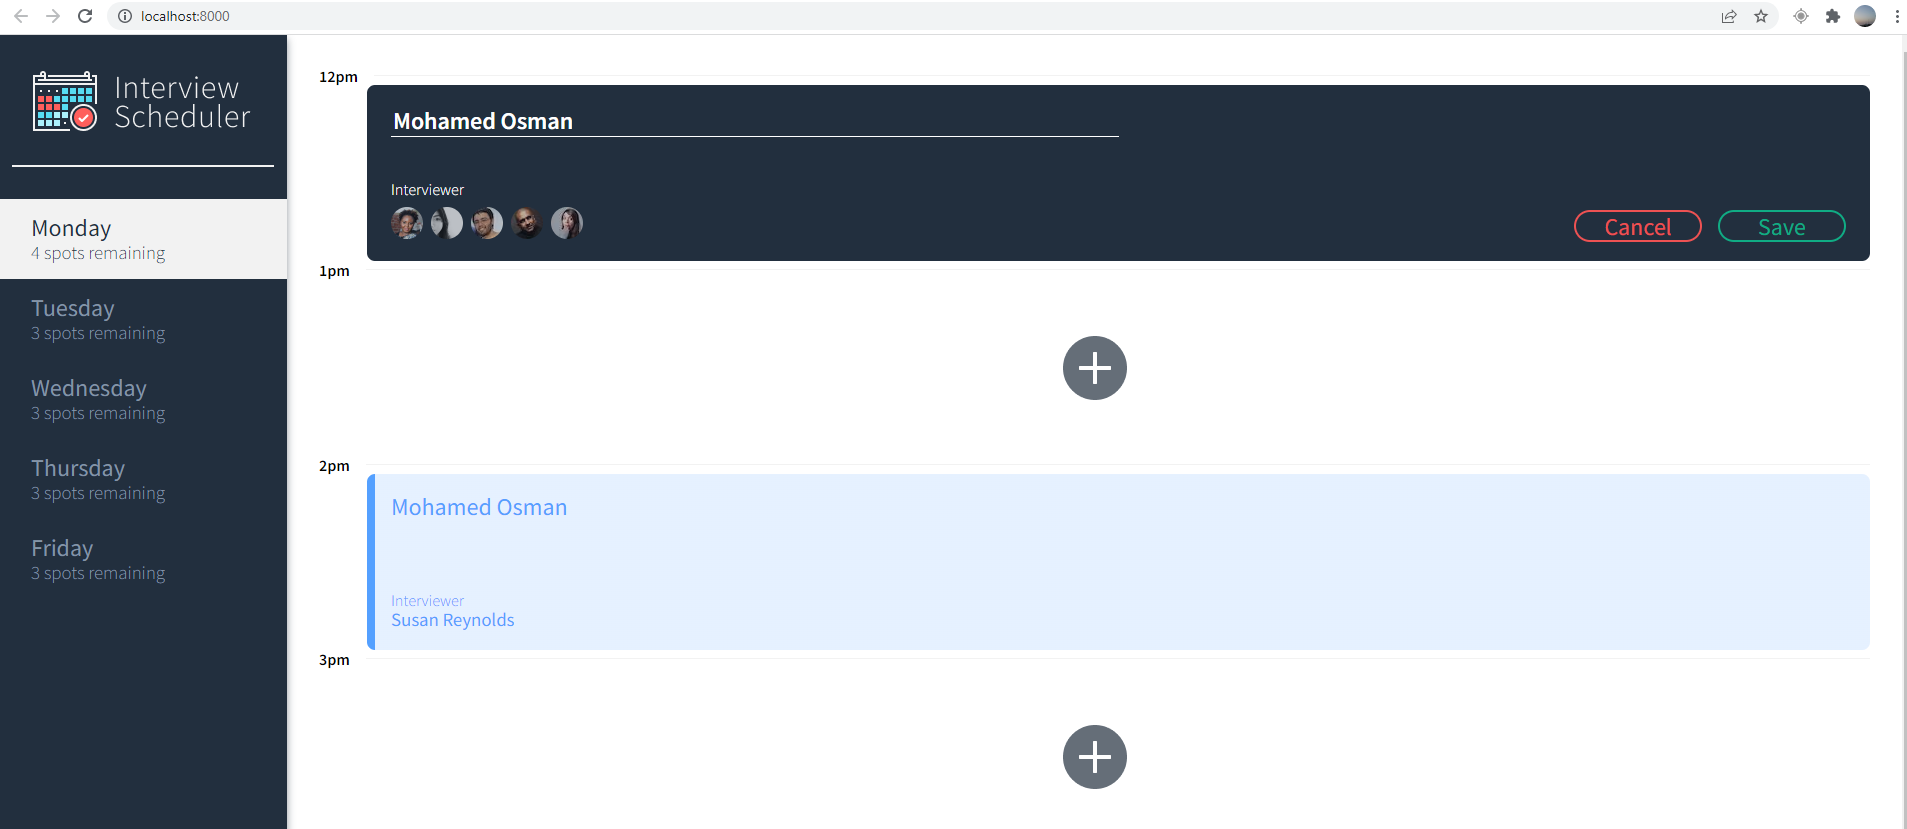 localhost:8000
Interview
Scheduler
Monday
4 spots remaining
Tuesday
3 spots remaining
Wednesday
3 spots remaining
Thursday
3 spots remaining
Friday
3 spots remaining
12pm
Mohamed Osman
Interviewer
Cancel
Save
1pm
2pm
Mohamed Osman
Interviewer
Susan Reynolds
3pm